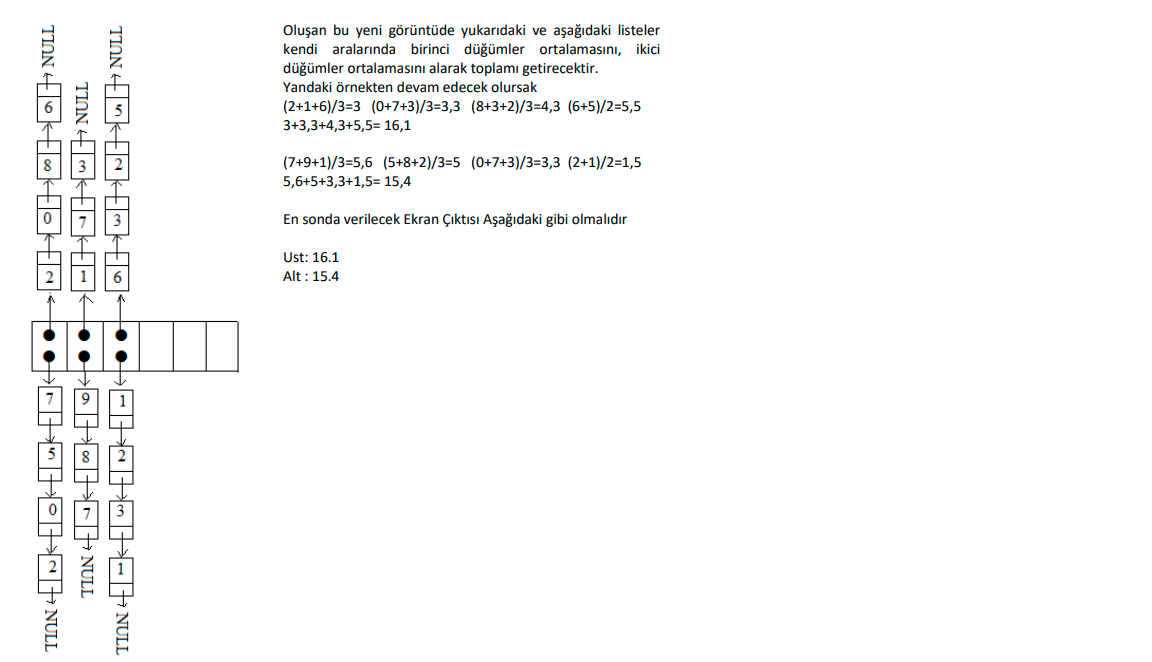 NULL NULL
6 NULL 5
8 3 2
0 7 3
2 1 6
7 9 1
5 8 2
0 7 3
2 NULL 1
NULL NULL
Oluşan bu yeni görüntüde yukarıdaki ve aşağıdaki listeler
kendi aralarında birinci düğümler ortalamasını, ikici
düğümler ortalamasını alarak toplamı getirecektir.
Yandaki örnekten devam edecek olursak
(2+1+6)/3=3 (0+7+3)/3=3,3 (8+3+2)/3=4,3 (6+5)/2=5,5
3+3,3+4,3+5,5= 16,1
(7+9+1)/3=5,6 (5+8+2)/3=5 (0+7+3)/3=3,3 (2+1)/2=1,5
5,6+5+3,3+1,5= 15,4
En sonda verilecek Ekran Çıktısı Aşağıdaki gibi olmalıdır
Ust: 16.1
Alt : 15.4